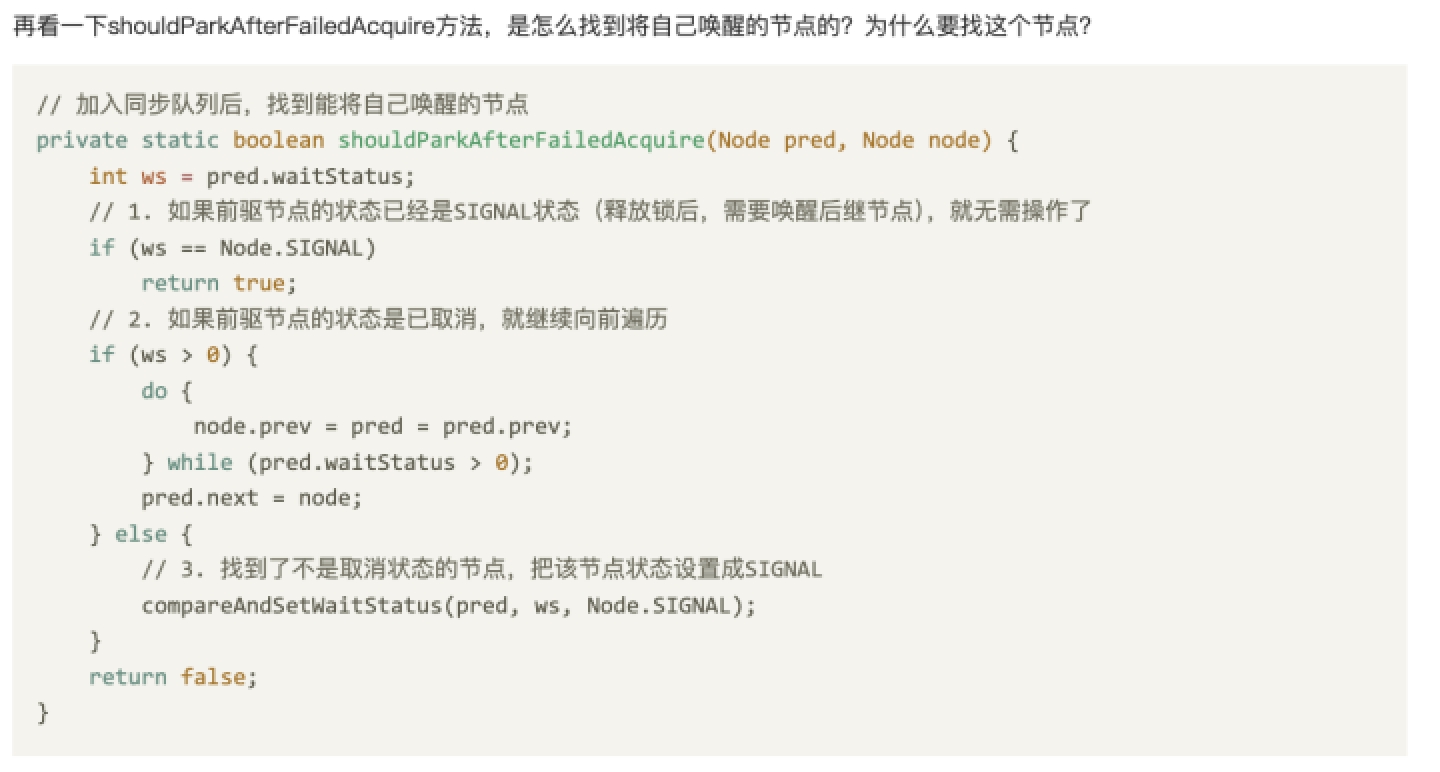 再看一下shouldParkAfterFailedAcquire方法，是怎么找到将自己唤醒的节点的？为什么要找这个节点？
// 加入同步队列后，找到能将自己唤醒的节点
private static boolean shouldParkAfterFailedAcquire(Node pred, Node node) {
    int ws = pred.waitStatus;
    // 1. 如果前驱节点的状态已经是SIGNAL状态（释放锁后，需要唤醒后继节点），就无需操作了
    if (ws == Node.SIGNAL)
        return true;
    // 2. 如果前驱节点的状态是已取消，就继续向前遍历
    if (ws > 0) {
        do {
            node.prev = pred = pred.prev;
        } while (pred.waitStatus > 0);
        pred.next = node;
    } else {
        // 3. 找到了不是取消状态的节点，把该节点状态设置成SIGNAL
        compareAndSetWaitStatus(pred, ws, Node.SIGNAL);
    }
    return false;
}